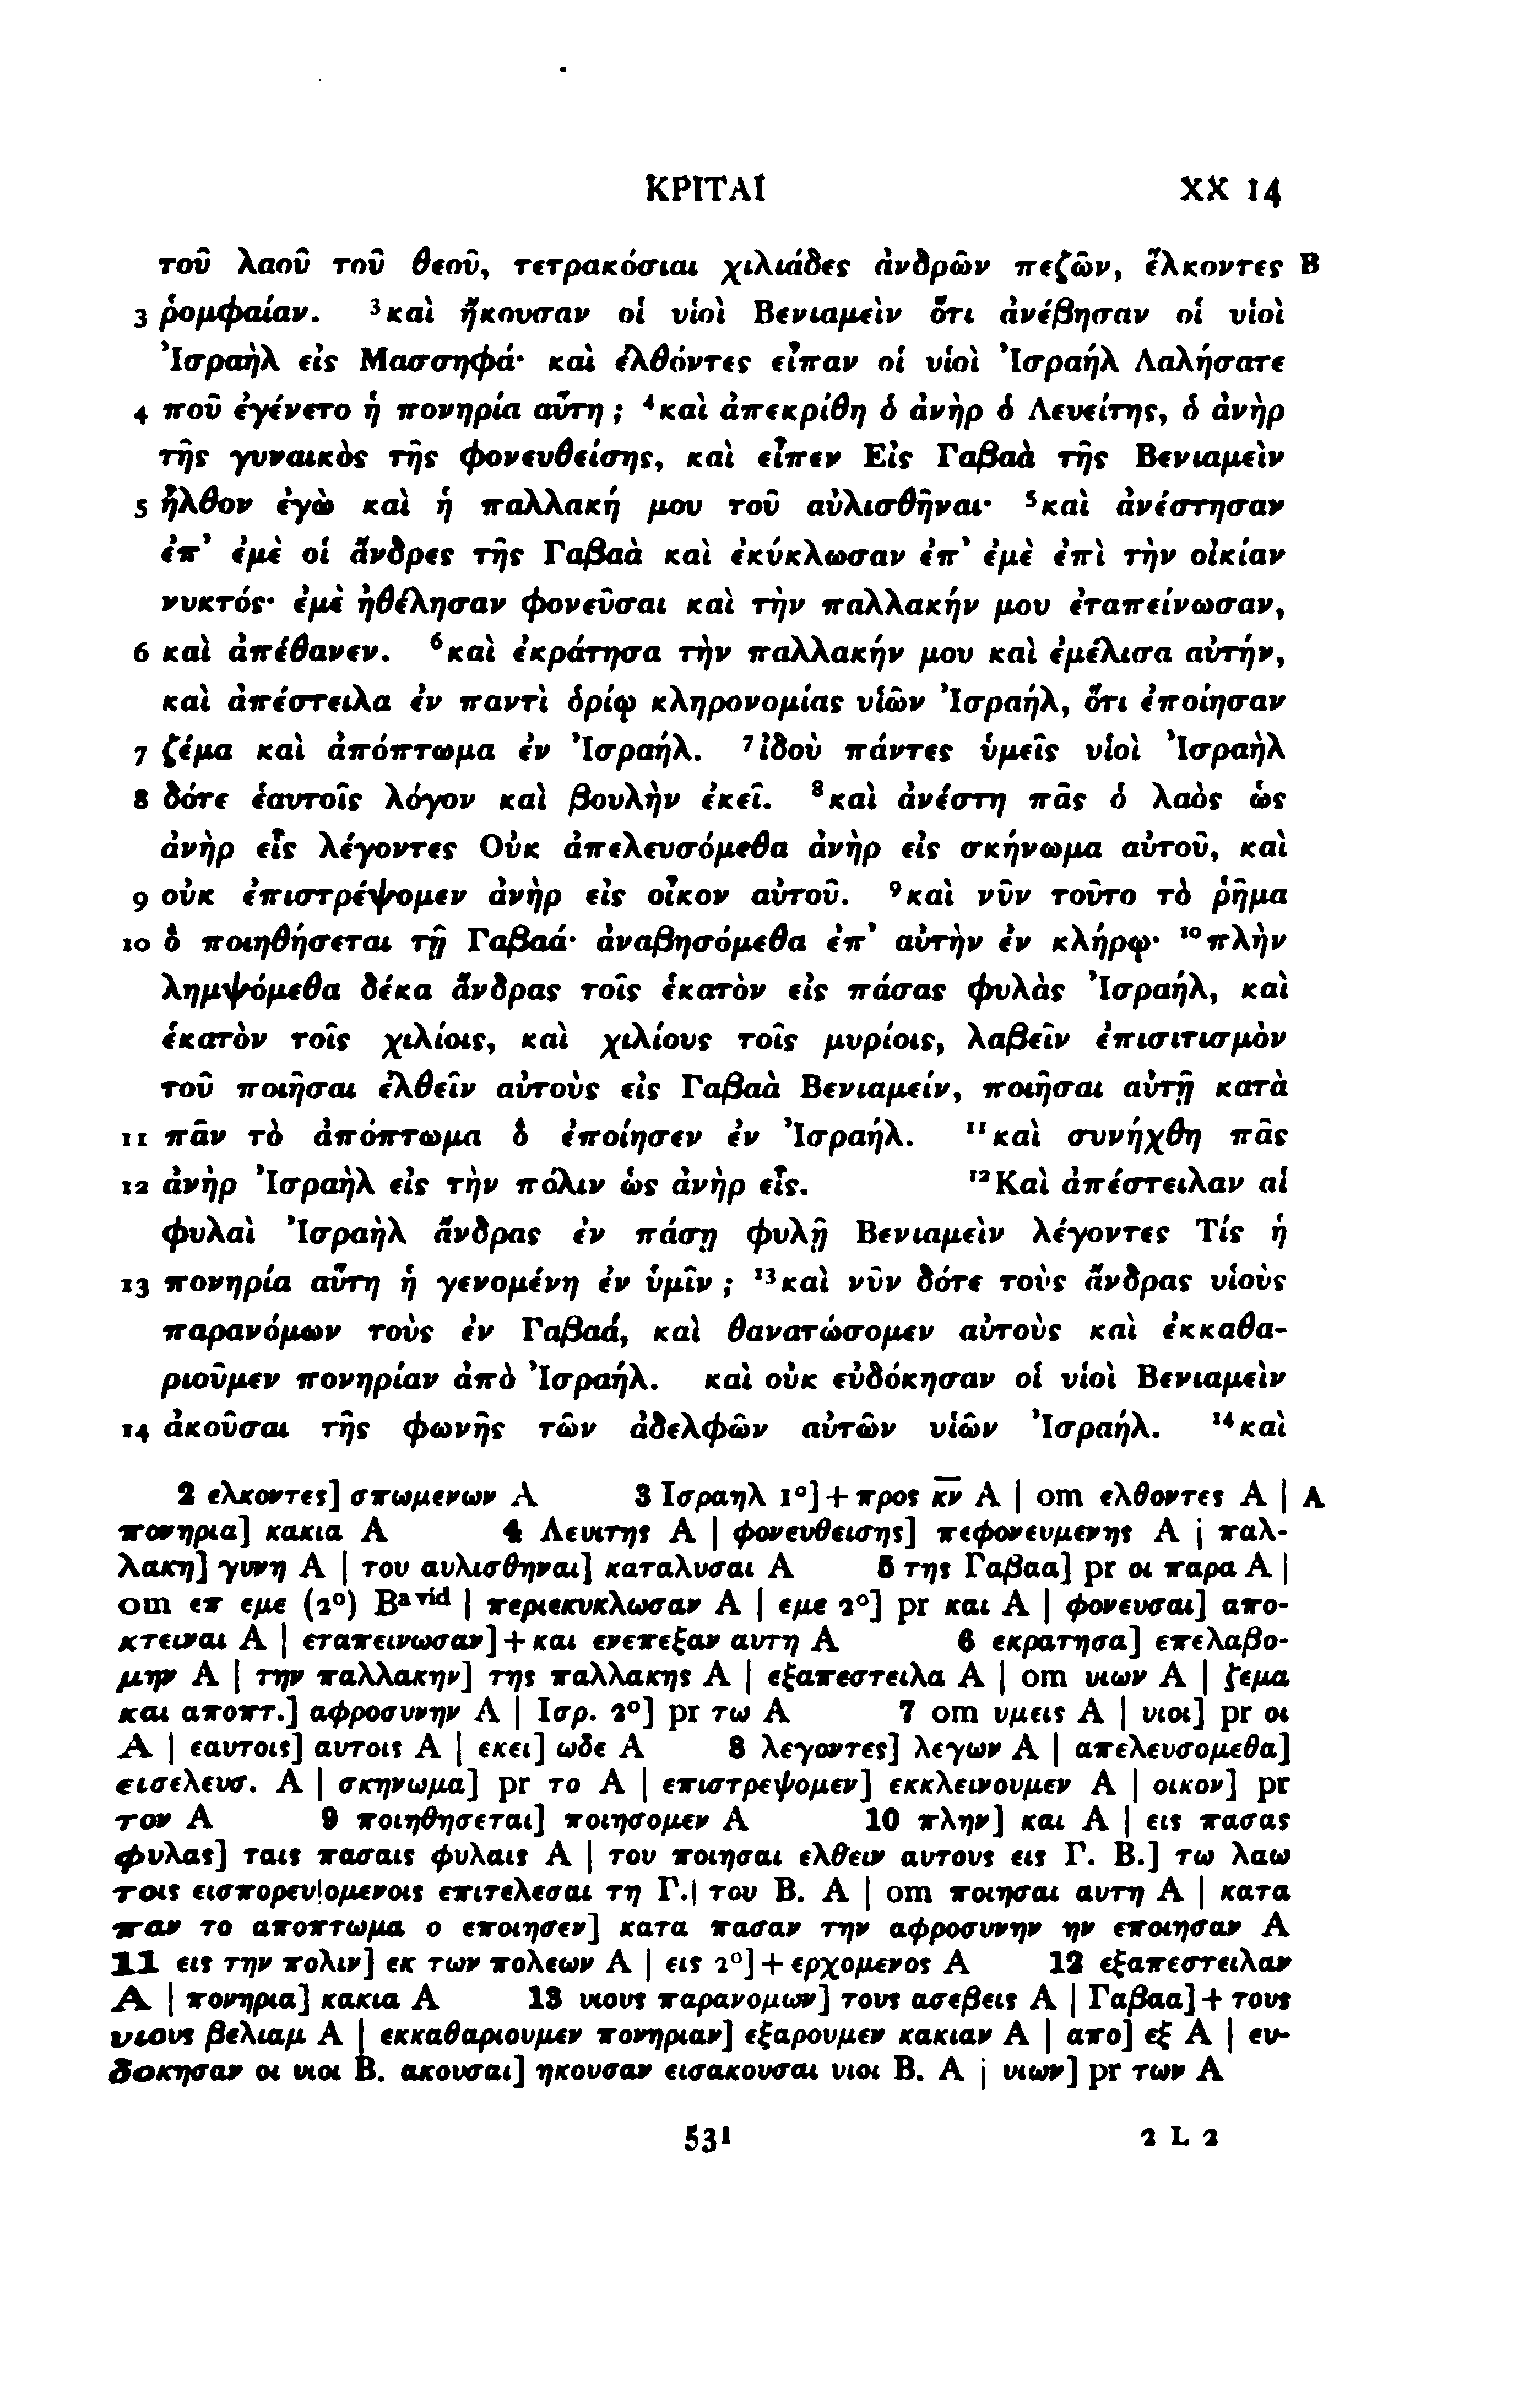 ΚΡΙΤΑΙ XX 14
τοῦ λαοῦ τοῦ θεοῦ, τετρακόσιαι χιλιάδες ἀνδρῶν πεζῶν, ἕλκοντες B
3 ῥομφαίαν. ³καὶ ἤκουσαν οἱ υἱοὶ Βενιαμεὶν ὅτι ἀνέβησαν οἱ υἱοὶ
Ἰσραὴλ εἰς Μασσηφά· καὶ ἐλθόντες εἶπαν οἱ υἱοὶ Ἰσραήλ Λαλήσατε
4 ποῦ ἐγένετο ἡ πονηρία αὕτη; ⁴καὶ ἀπεκρίθη ὁ ἀνὴρ ὁ Λευείτης, ὁ ἀνὴρ
τῆς γυναικὸς τῆς φονευθείσης, καὶ εἶπεν Εἰς Γαβαὰ τῆς Βενιαμεὶν
5 ἦλθον ἐγὼ καὶ ἡ παλλακή μου τοῦ αὐλισθῆναι· ⁵καὶ ἀνέστησαν
ἐπʼ ἐμὲ οἱ ἄνδρες τῆς Γαβαὰ καὶ ἐκύκλωσαν ἐπʼ ἐμὲ ἐπὶ τὴν οἰκίαν
νυκτός· ἐμὲ ἠθέλησαν φονεῦσαι καὶ τὴν παλλακήν μου ἐταπείνωσαν,
6 καὶ ἀπέθανεν. ⁶καὶ ἐκράτησα τὴν παλλακήν μου καὶ ἐμέλισα αὐτήν,
καὶ ἀπέστειλα ἐν παντὶ ὁρίῳ κληρονομίας υἱῶν Ἰσραήλ, ὅτι ἐποίησαν
7 ζέμα καὶ ἀπόπτωμα ἐν Ἰσραήλ. ⁷ἰδοὺ πάντες ὑμεῖς υἱοὶ Ἰσραὴλ
8 δότε ἑαυτοῖς λόγον καὶ βουλὴν ἐκεῖ. ⁸καὶ ἀνέστη πᾶς ὁ λαὸς ὡς
ἀνὴρ εἷς λέγοντες Οὐκ ἀπελευσόμεθα ἀνὴρ εἰς σκήνωμα αὐτοῦ, καὶ
9 οὐκ ἐπιστρέψομεν ἀνὴρ εἰς οἶκον αὐτοῦ. ⁹καὶ νῦν τοῦτο τὸ ῥῆμα
10 ὃ ποιηθήσεται τῇ Γαβαά· ἀναβησόμεθα ἐπʼ αὐτὴν ἐν κλήρῳ· ¹⁰πλὴν
λημψόμεθα δέκα ἄνδρας τοῖς ἑκατὸν εἰς πάσας φυλὰς Ἰσραήλ, καὶ
ἑκατὸν τοῖς χιλίοις, καὶ χιλίους τοῖς μυρίοις, λαβεῖν ἐπισιτισμὸν
τοῦ ποιῆσαι ἐλθεῖν αὐτοὺς εἰς Γαβαὰ Βενιαμείν, ποιῆσαι αὐτῇ κατὰ
11 πᾶν τὸ ἀπόπτωμα ὃ ἐποίησεν ἐν Ἰσραήλ. ¹¹καὶ συνήχθη πᾶς
12 ἀνὴρ Ἰσραὴλ εἰς τὴν πόλιν ὡς ἀνὴρ εἷς. ¹²Καὶ ἀπέστειλαν αἱ
φυλαὶ Ἰσραὴλ ἄνδρας ἐν πάσῃ φυλῇ Βενιαμεὶν λέγοντες Τίς ἡ
13 πονηρία αὕτη ἡ γενομένη ἐν ὑμῖν; ¹³καὶ νῦν δότε τοὺς ἄνδρας υἱοὺς
παρανόμων τοὺς ἐν Γαβαά, καὶ θανατώσομεν αὐτοὺς καὶ ἐκκαθα-
ριοῦμεν πονηρίαν ἀπὸ Ἰσραήλ. καὶ οὐκ εὐδόκησαν οἱ υἱοὶ Βενιαμεὶν
14 ἀκοῦσαι τῆς φωνῆς τῶν ἀδελφῶν αὐτῶν υἱῶν Ἰσραήλ. ¹⁴καὶ
2 ελκοντες] σπωμενων A 3 Ισραηλ 1°]+προς κ̅ν̅ A | om ελθοντες A | A
πονηρια] κακια A 4 Λευιτης A | φονευθεισης] πεφονευμενης A | παλ-
λακη] γυνη A | του αυλισθηναι] καταλυσαι A 5 της Γαβαα] pr οι παρα A |
om επ εμε (2°) Bᵃ ᵛⁱᵈ | περιεκυκλωσαν A | εμε 2°] pr και A | φονευσαι] απο-
κτειναι A | εταπεινωσαν]+και ενεπεξαν αυτη A 6 εκρατησα] επελαβο-
μην A | την παλλακην] της παλλακης A | εξαπεστειλα A | om υιων A | ζεμα
και αποπτ.] αφροσυνην A | Ισρ. 2°] pr τω A 7 om υμεις A | υιοι] pr οι
A | εαυτοις] αυτοις A | εκει] ωδε A 8 λεγοντες] λεγων A | απελευσομεθα]
εισελευσ. A | σκηνωμα] pr το A | επιστρεψομεν] εκκλεινουμεν A | οικον] pr
τον A 9 ποιηθησεται] ποιησομεν A 10 πλην] και A | εις πασας
φυλας] ταις πασαις φυλαις A | του ποιησαι ελθειν αυτους εις Γ. Β.] τω λαω
τοις εισπορευ|ομενοις επιτελεσαι τη Γ.| του Β. A | om ποιησαι αυτη A | κατα
παν το αποπτωμα ο εποιησεν] κατα πασαν την αφροσυνην ην εποιησαν A
11 εις την πολιν] εκ των πολεων A | εις 2°]+ερχομενος A 12 εξαπεστειλαν
A | πονηρια] κακια A 13 υιους παρανομων] τους ασεβεις A | Γαβαα]+τους
υιους βελιαμ A | εκκαθαριουμεν πονηριαν] εξαρουμεν κακιαν A | απο] εξ A | ευ-
δοκησαν οι υιοι Β. ακουσαι] ηκουσαν εισακουσαι υιοι Β. A | υιων] pr των A
531 2 L 2